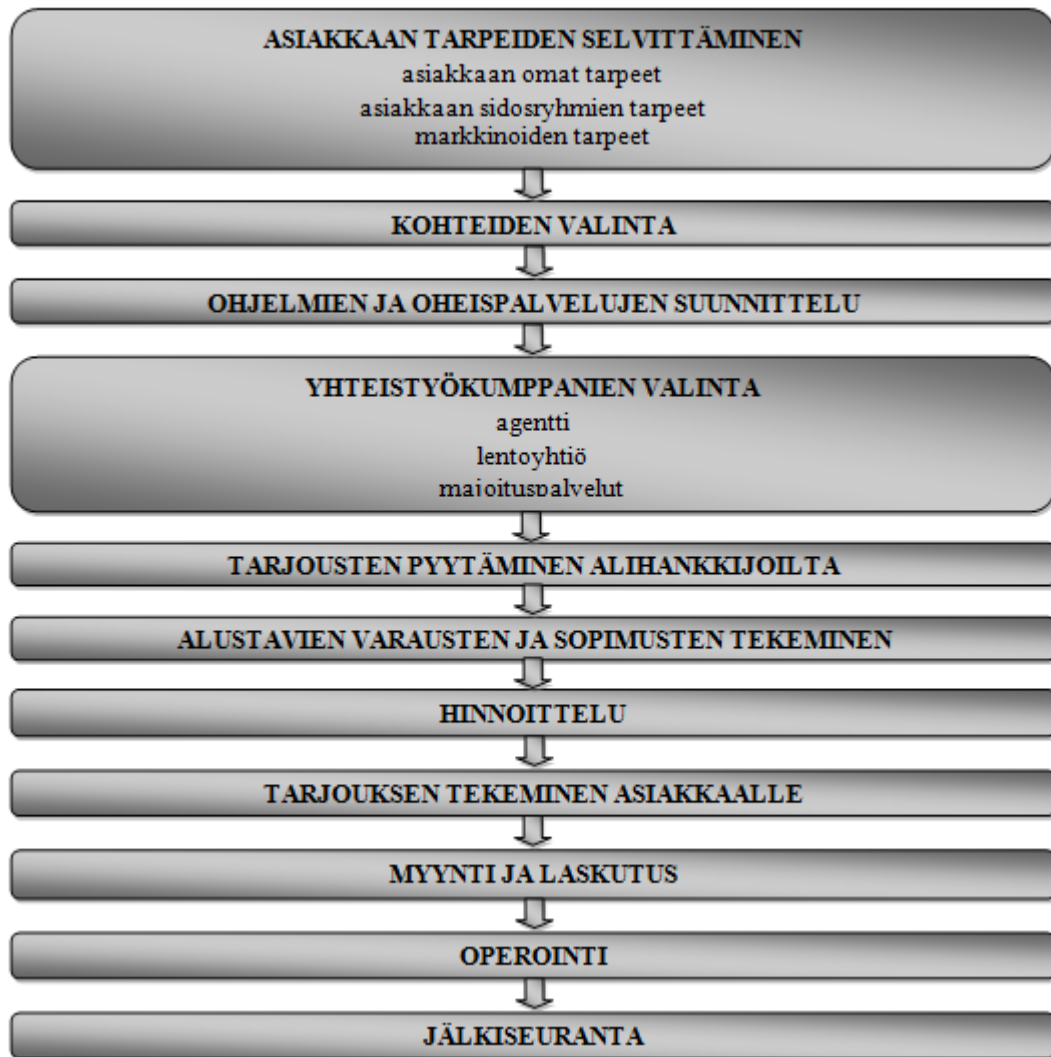 ASIAKKAAN TARPEIDEN SELVITTÄMINEN
asiakkaan omat tarpeet
asiakkaan sidosryhmien tarpeet
markkinoiden tarpeet
KOHTEIDEN VALINTA
OHJELMIEN JA OHEISPALVELUJEN SUUNNITTELU
YHTEISTYÖKUMPPANIEN VALINTA
agentti
lentoyhtiö
majoituspalvelut
TARJOUSTEN PYYTÄMINEN ALIHANKKIJOILTA
ALUSTAVIEN VARAUSTEN JA SOPIMUSTEN TEKEMINEN
HINNOITTELU
TARJOUKSEN TEKEMINEN ASIAKKAALLE
MYYNTI JA LASKUTUS
OPEROINTI
JÄLKISEURANTA